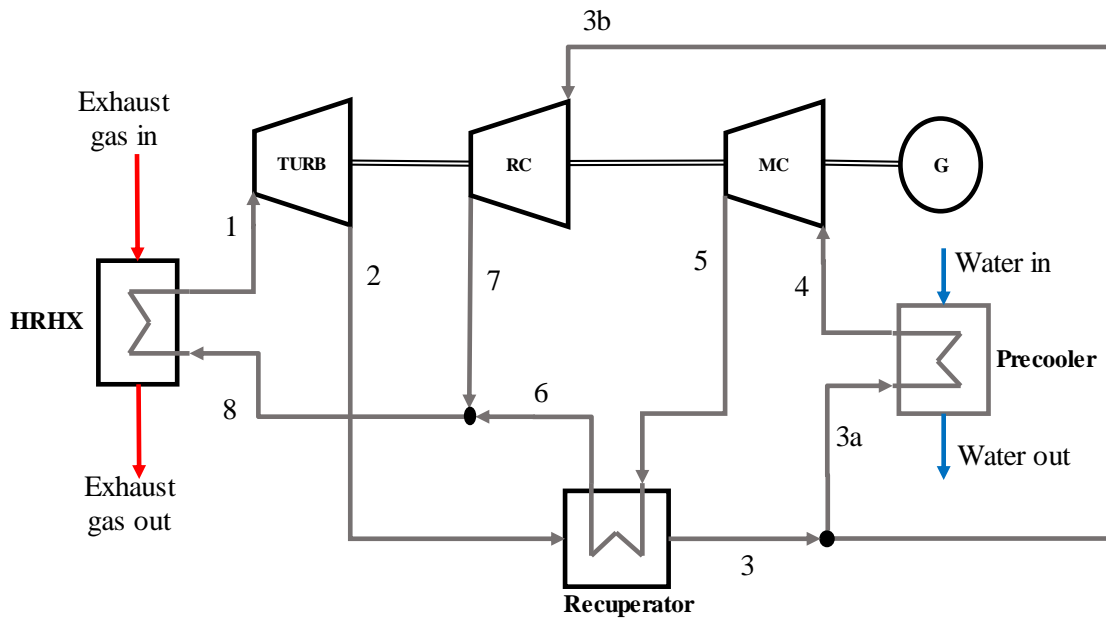 3b
Exhaust
gas in
TURB
RC
MC
G
1
2
7
5
4
Water in
HRHX
Precooler
8
6
3a
Water out
Exhaust
gas out
3
Recuperator